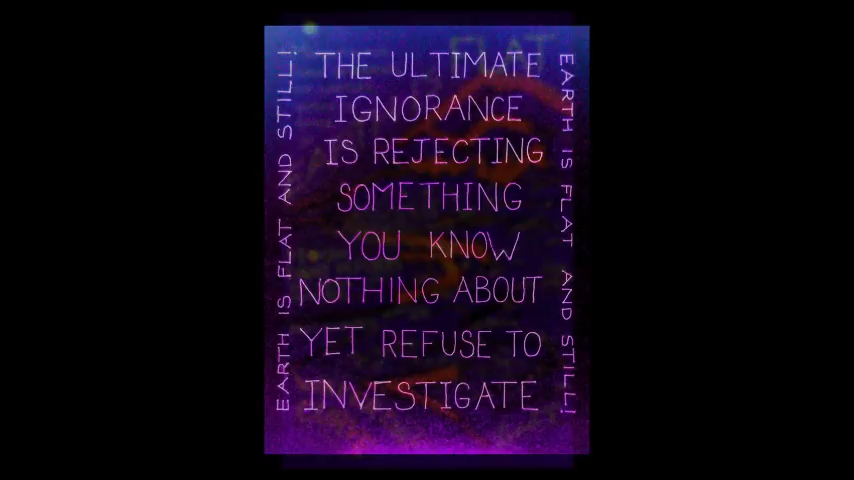 THE ULTIMATE
IGNORANCE
IS REJECTING
SOMETHING
YOU KNOW
NOTHING ABOUT
YET REFUSE TO
INVESTIGATE
EARTH IS FLAT AND STILL!
EARTH IS FLAT AND STILL!